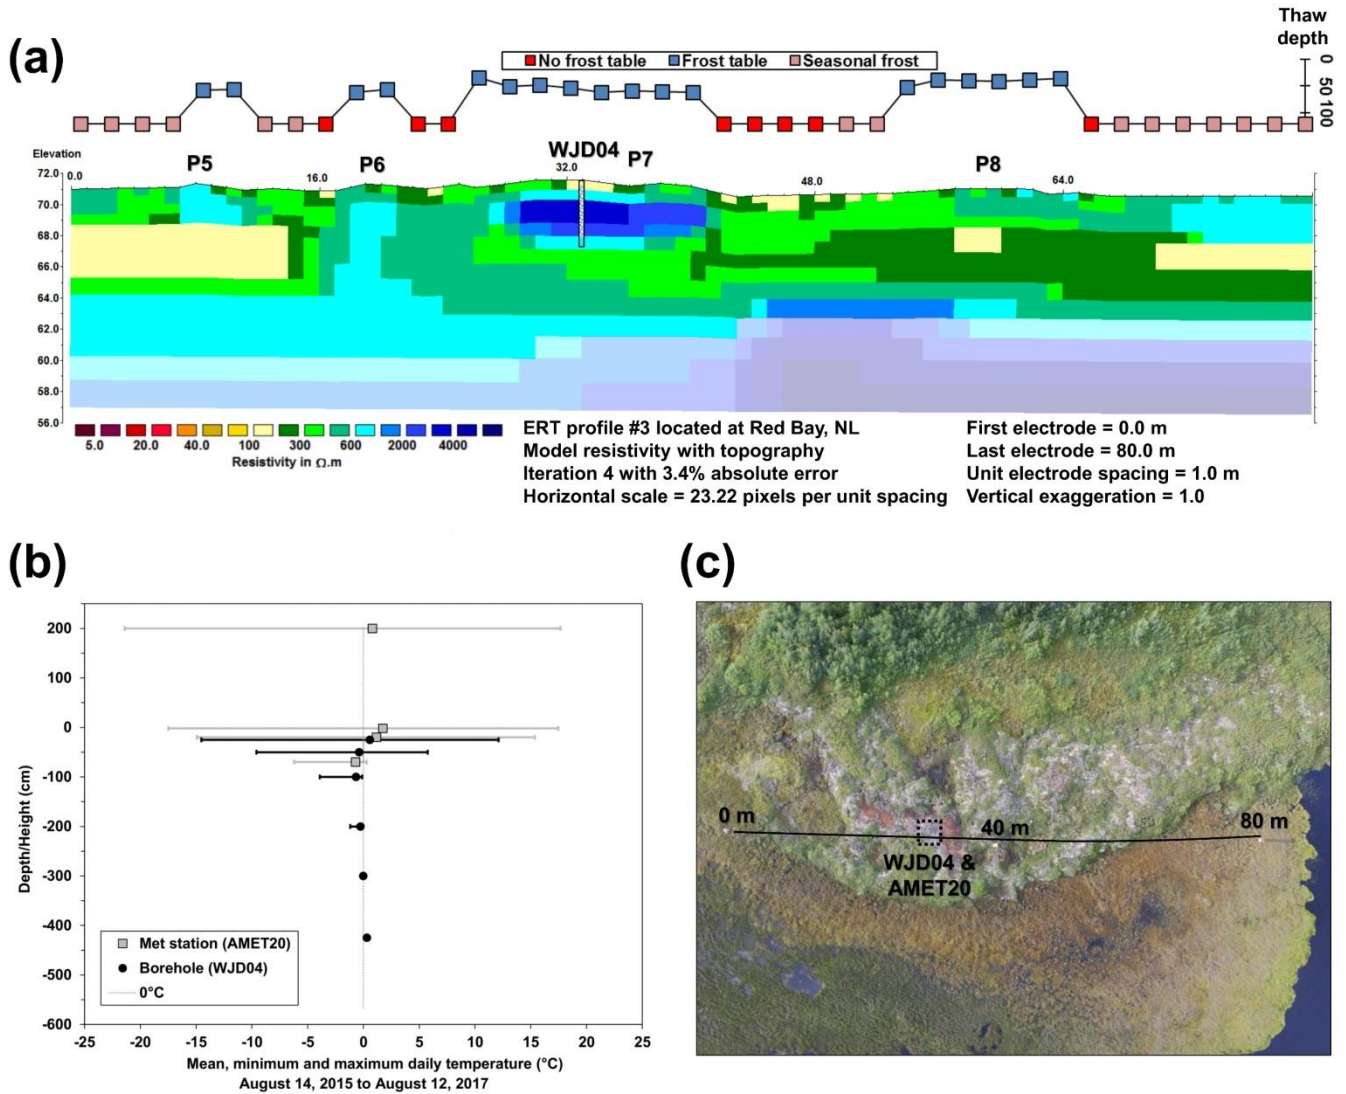 (a)
Thaw
depth
No frost table Frost table Seasonal frost
0
50
100
Elevation
P5 P6 WJD04 P7 P8
0.0 16.0 32.0 48.0 64.0
72.0
70.0
68.0
66.0
64.0
62.0
60.0
58.0
56.0
5.0 20.0 40.0 100 300 600 2000 4000
Resistivity in Ω.m
ERT profile #3 located at Red Bay, NL
Model resistivity with topography
Iteration 4 with 3.4% absolute error
Horizontal scale = 23.22 pixels per unit spacing
First electrode = 0.0 m
Last electrode = 80.0 m
Unit electrode spacing = 1.0 m
Vertical exaggeration = 1.0
(b)
Depth/Height (cm)
200
100
0
-100
-200
-300
-400
-500
-600
Met station (AMET20)
Borehole (WJD04)
0°C
-25 -20 -15 -10 -5 0 5 10 15 20 25
Mean, minimum and maximum daily temperature (°C)
August 14, 2015 to August 12, 2017
(c)
0 m 40 m 80 m
WJD04 &
AMET20